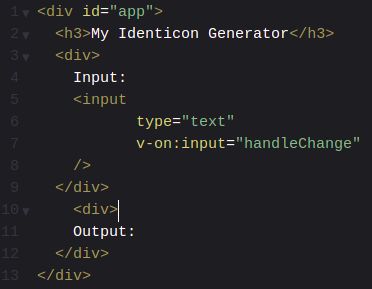 1 <div id="app">
2 <h3>My Identicon Generator</h3>
3 <div>
4 Input:
5 <input
6 type="text"
7 v-on:input="handleChange"
8 />
9 </div>
10 <div>
11 Output:
12 </div>
13 </div>